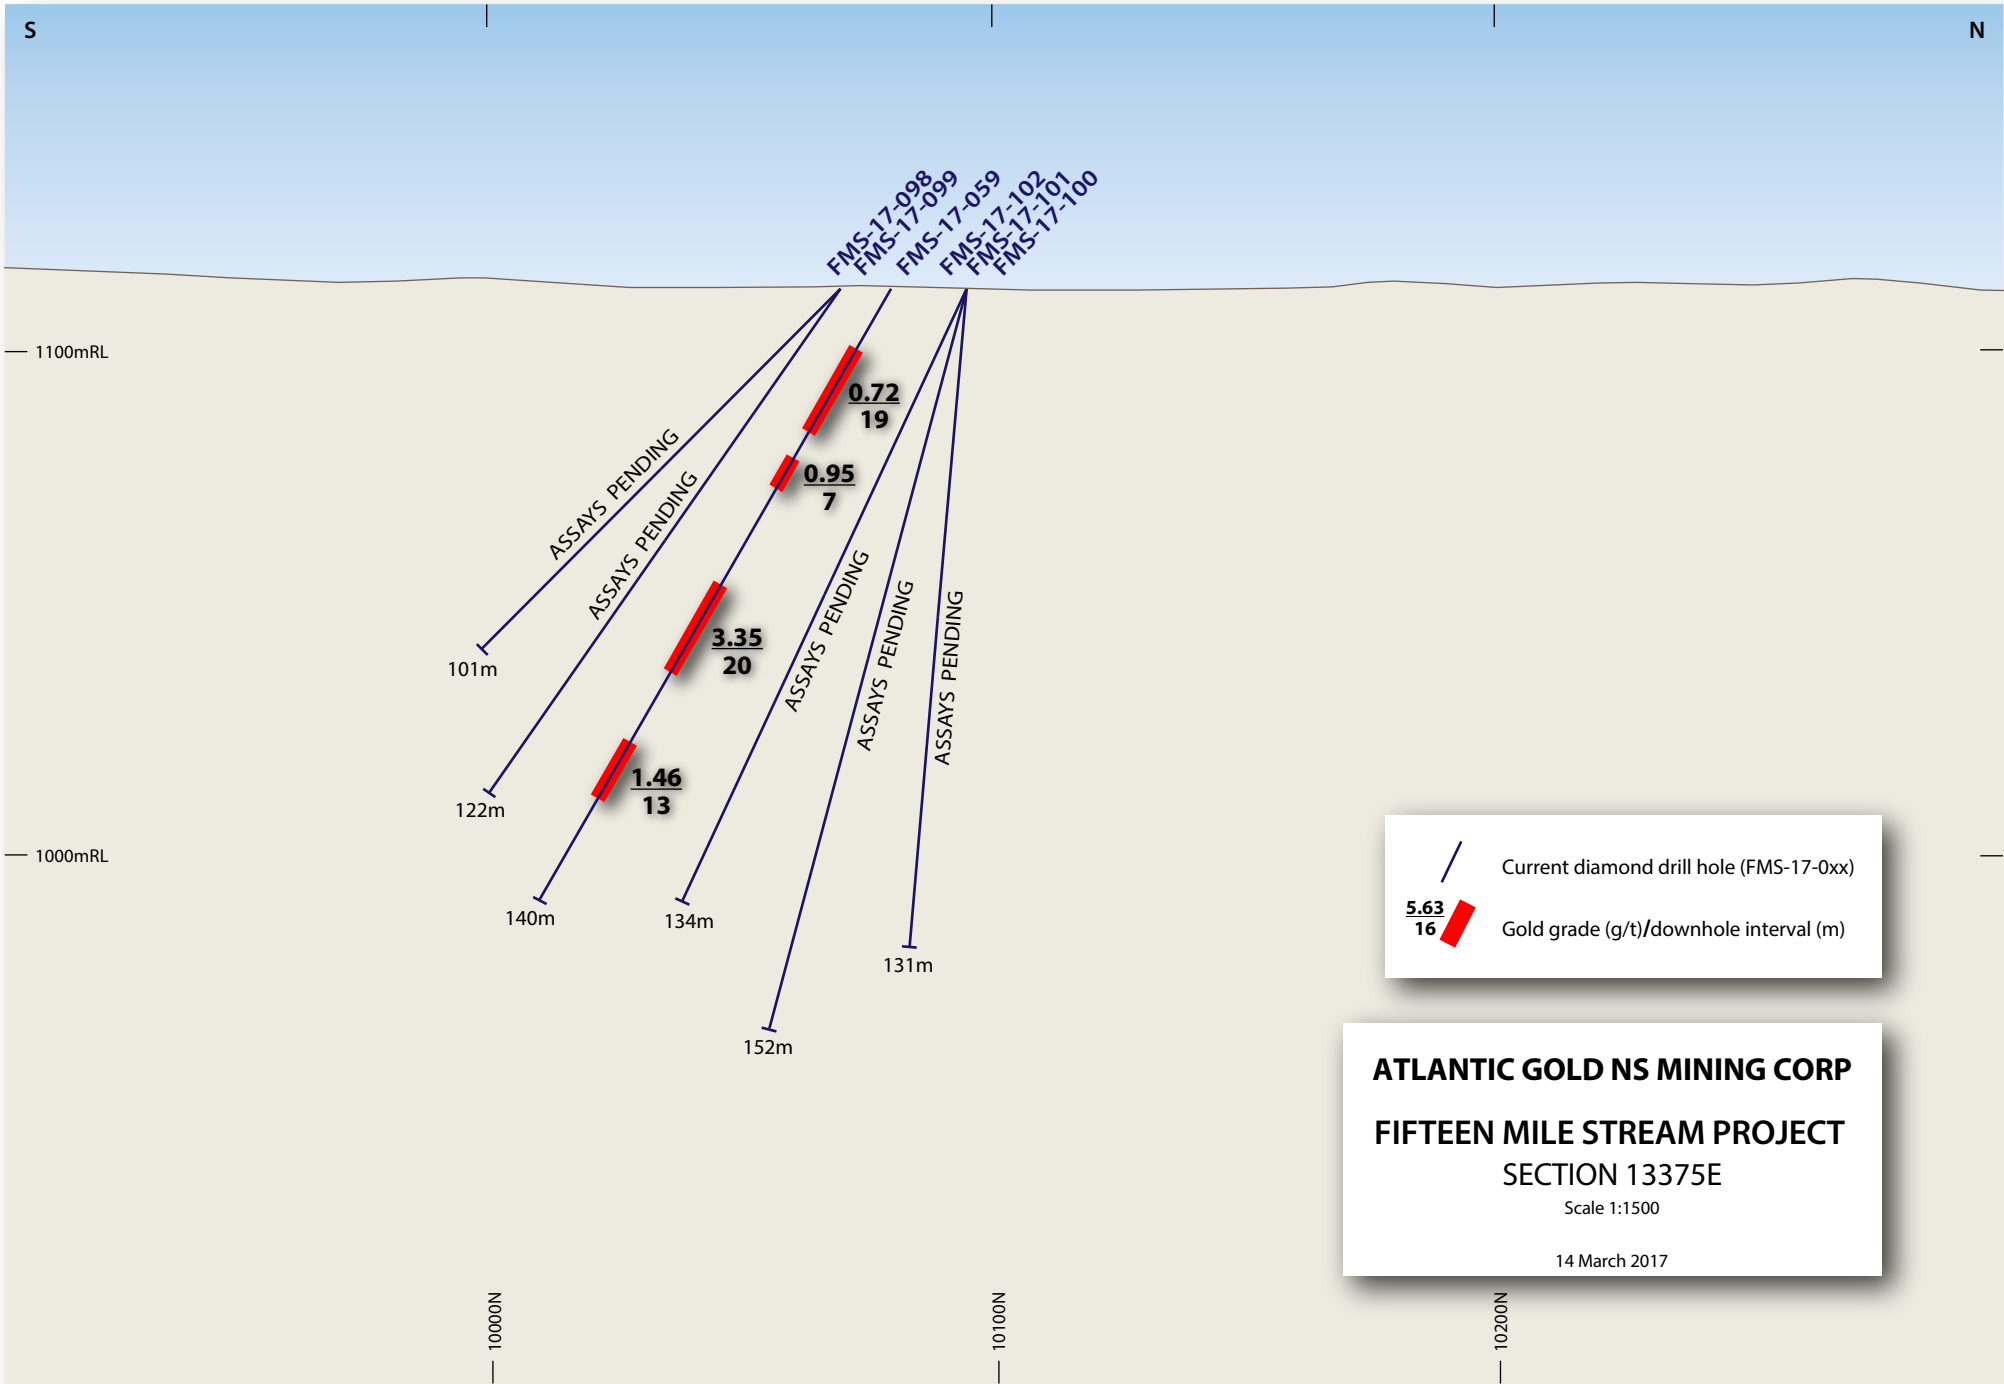 S
N
FMS-17-098
FMS-17-099
FMS-17-059
FMS-17-102
FMS-17-101
FMS-17-100
1100mRL
0.72
19
0.95
7
ASSAYS PENDING
ASSAYS PENDING
3.35
20
ASSAYS PENDING
ASSAYS PENDING
ASSAYS PENDING
101m
1.46
13
122m
1000mRL
140m
134m
131m
152m
Current diamond drill hole (FMS-17-0xx)
5.63
16
Gold grade (g/t)/downhole interval (m)
ATLANTIC GOLD NS MINING CORP
FIFTEEN MILE STREAM PROJECT
SECTION 13375E
Scale 1:1500
14 March 2017
10000N
10100N
10200N